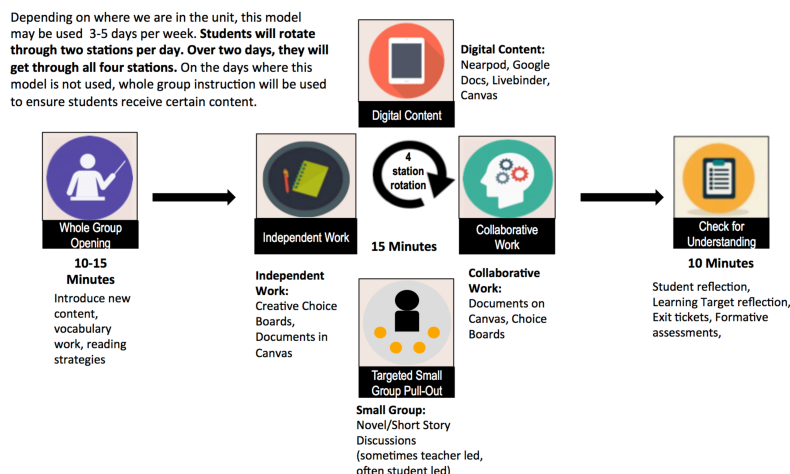 Depending on where we are in the unit, this model
may be used  3-5 days per week. Students will rotate
through two stations per day. Over two days, they will
get through all four stations. On the days where this
model is not used, whole group instruction will be used
to ensure students receive certain content.
Digital Content
Digital Content:
Nearpod, Google
Docs, Livebinder,
Canvas
Whole Group
Opening
10-15
Minutes
Introduce new
content,
vocabulary
work, reading
strategies
Independent Work
4
station
rotation
15 Minutes
Collaborative
Work
Independent
Work:
Creative Choice
Boards,
Documents in
Canvas
Collaborative
Work:
Documents on
Canvas, Choice
Boards
Targeted Small
Group Pull-Out
Small Group:
Novel/Short Story
Discussions
(sometimes teacher led,
often student led)
Check for
Understanding
10 Minutes
Student reflection,
Learning Target reflection,
Exit tickets, Formative
assessments,